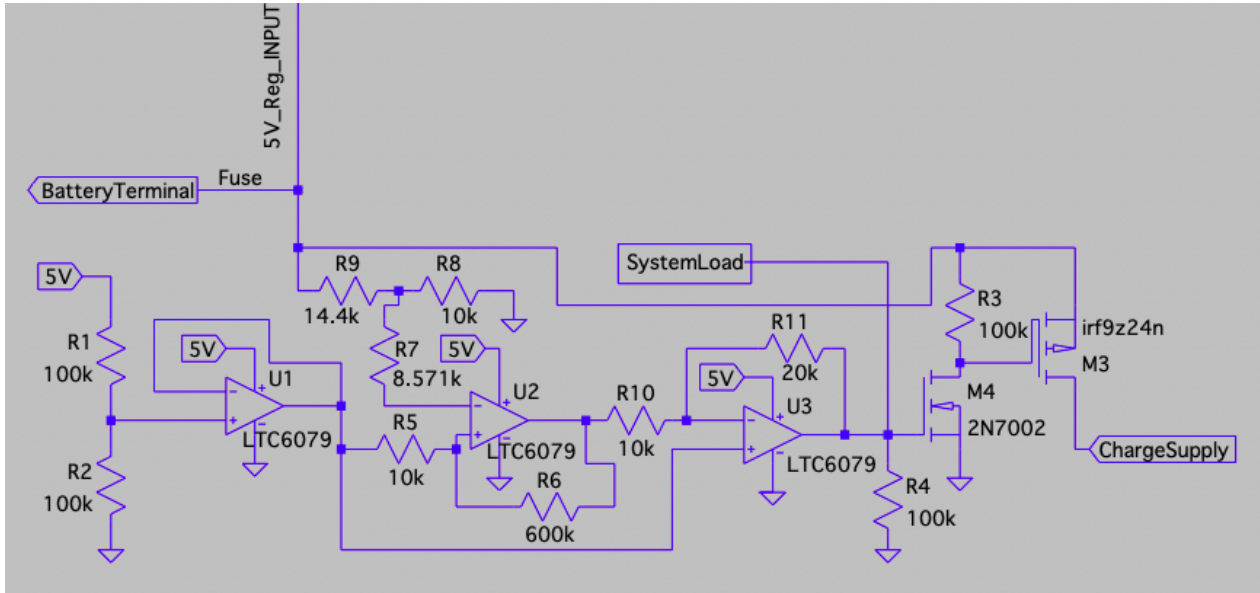 5V_Reg_INPUT
BatteryTerminal
Fuse
5V
R1
100k
R2
100k
5V
U1
LTC6079
R9
14.4k
R8
10k
R7
8.571k
5V
U2
LTC6079
R5
10k
R6
600k
R10
10k
SystemLoad
R11
20k
5V
U3
LTC6079
R4
100k
R3
100k
M4
2N7002
irf9z24n
M3
ChargeSupply